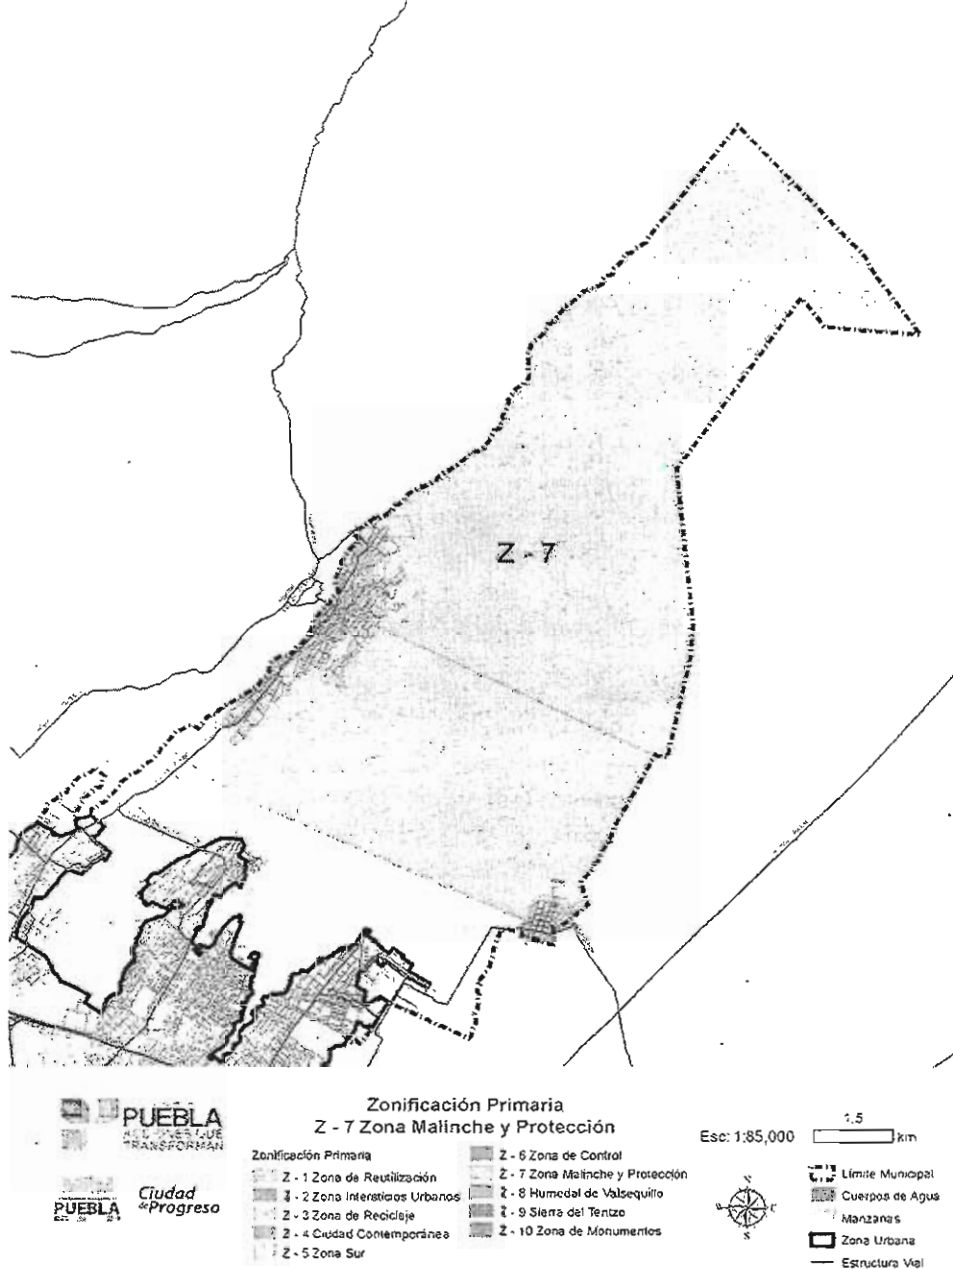 Z - 7
PUEBLA
ACCIONES QUE
TRANSFORMAN
PUEBLA
Ciudad
de Progreso
Zonificación Primaria
Z - 7 Zona Malinche y Protección
Zonificación Primaria
Z - 1 Zona de Reutilización
Z - 2 Zona Intersticios Urbanos
Z - 3 Zona de Reciclaje
Z - 4 Ciudad Contemporánea
Z - 5 Zona Sur
Z - 6 Zona de Control
Z - 7 Zona Malinche y Protección
Z - 8 Humedal de Valsequillo
Z - 9 Sierra del Tentzo
Z - 10 Zona de Monumentos
Esc: 1:85,000
1.5
km
N
E
S
Límite Municipal
Cuerpos de Agua
Manzanas
Zona Urbana
Estructura Vial